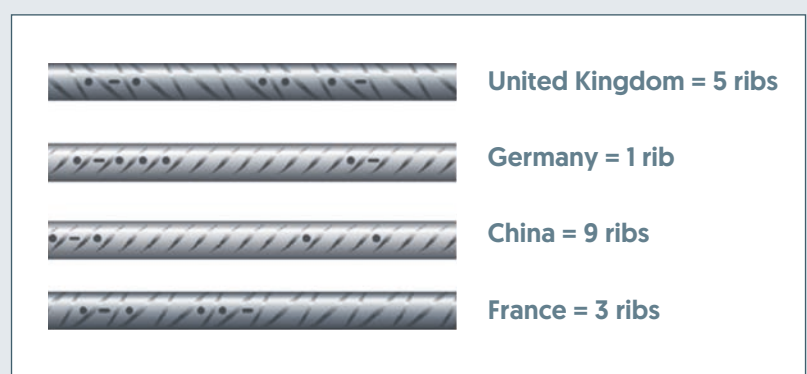 United Kingdom = 5 ribs
Germany = 1 rib
China = 9 ribs
France = 3 ribs